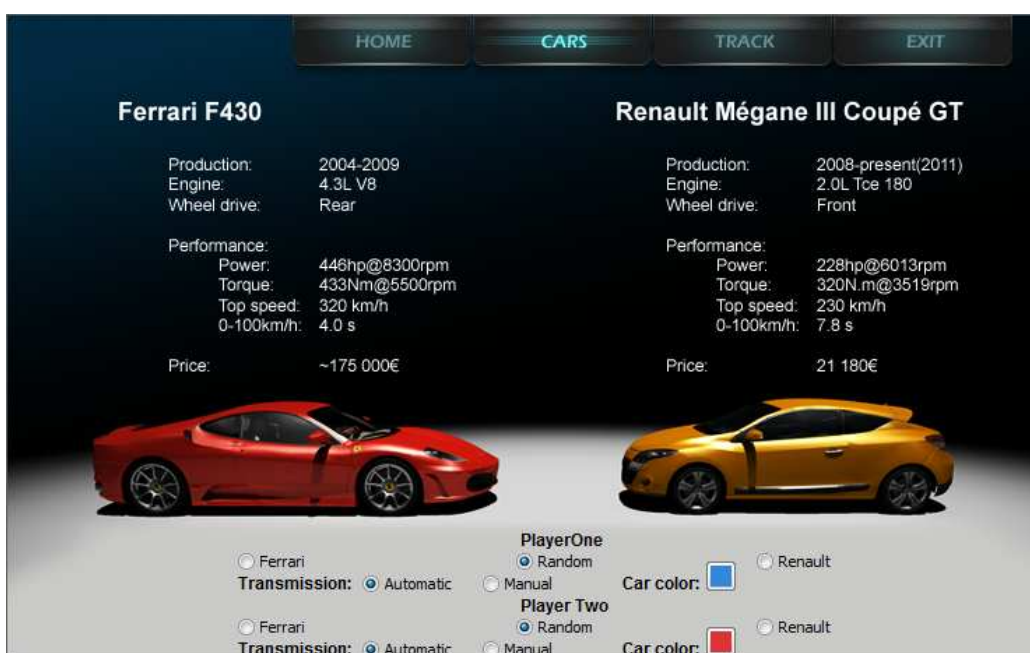 HOME CARS TRACK EXIT
Ferrari F430
Production: 2004-2009
Engine: 4.3L V8
Wheel drive: Rear
Performance:
Power: 446hp@8300rpm
Torque: 433Nm@5500rpm
Top speed: 320 km/h
0-100km/h: 4.0 s
Price: ~175 000€
Renault Mégane III Coupé GT
Production: 2008-present(2011)
Engine: 2.0L Tce 180
Wheel drive: Front
Performance:
Power: 228hp@6013rpm
Torque: 320N.m@3519rpm
Top speed: 230 km/h
0-100km/h: 7.8 s
Price: 21 180€
PlayerOne
Ferrari Random Renault
Transmission: Automatic Manual Car color:
Player Two
Ferrari Random Renault
Transmission: Automatic Manual Car color: